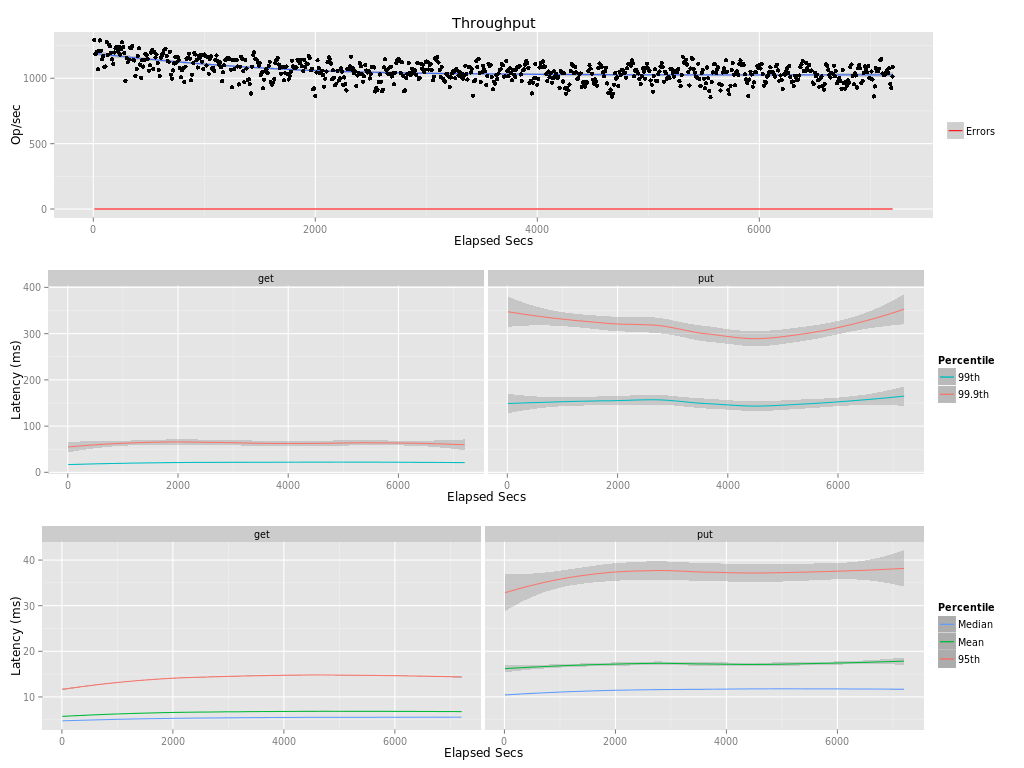 Throughput
1000
500
0
Op/sec
0 2000 4000 6000
Elapsed Secs
Errors
get put
400
300
200
100
0
Latency (ms)
0 2000 4000 6000 0 2000 4000 6000
Elapsed Secs
Percentile
99th
99.9th
get put
40
30
20
10
Latency (ms)
0 2000 4000 6000 0 2000 4000 6000
Elapsed Secs
Percentile
Median
Mean
95th